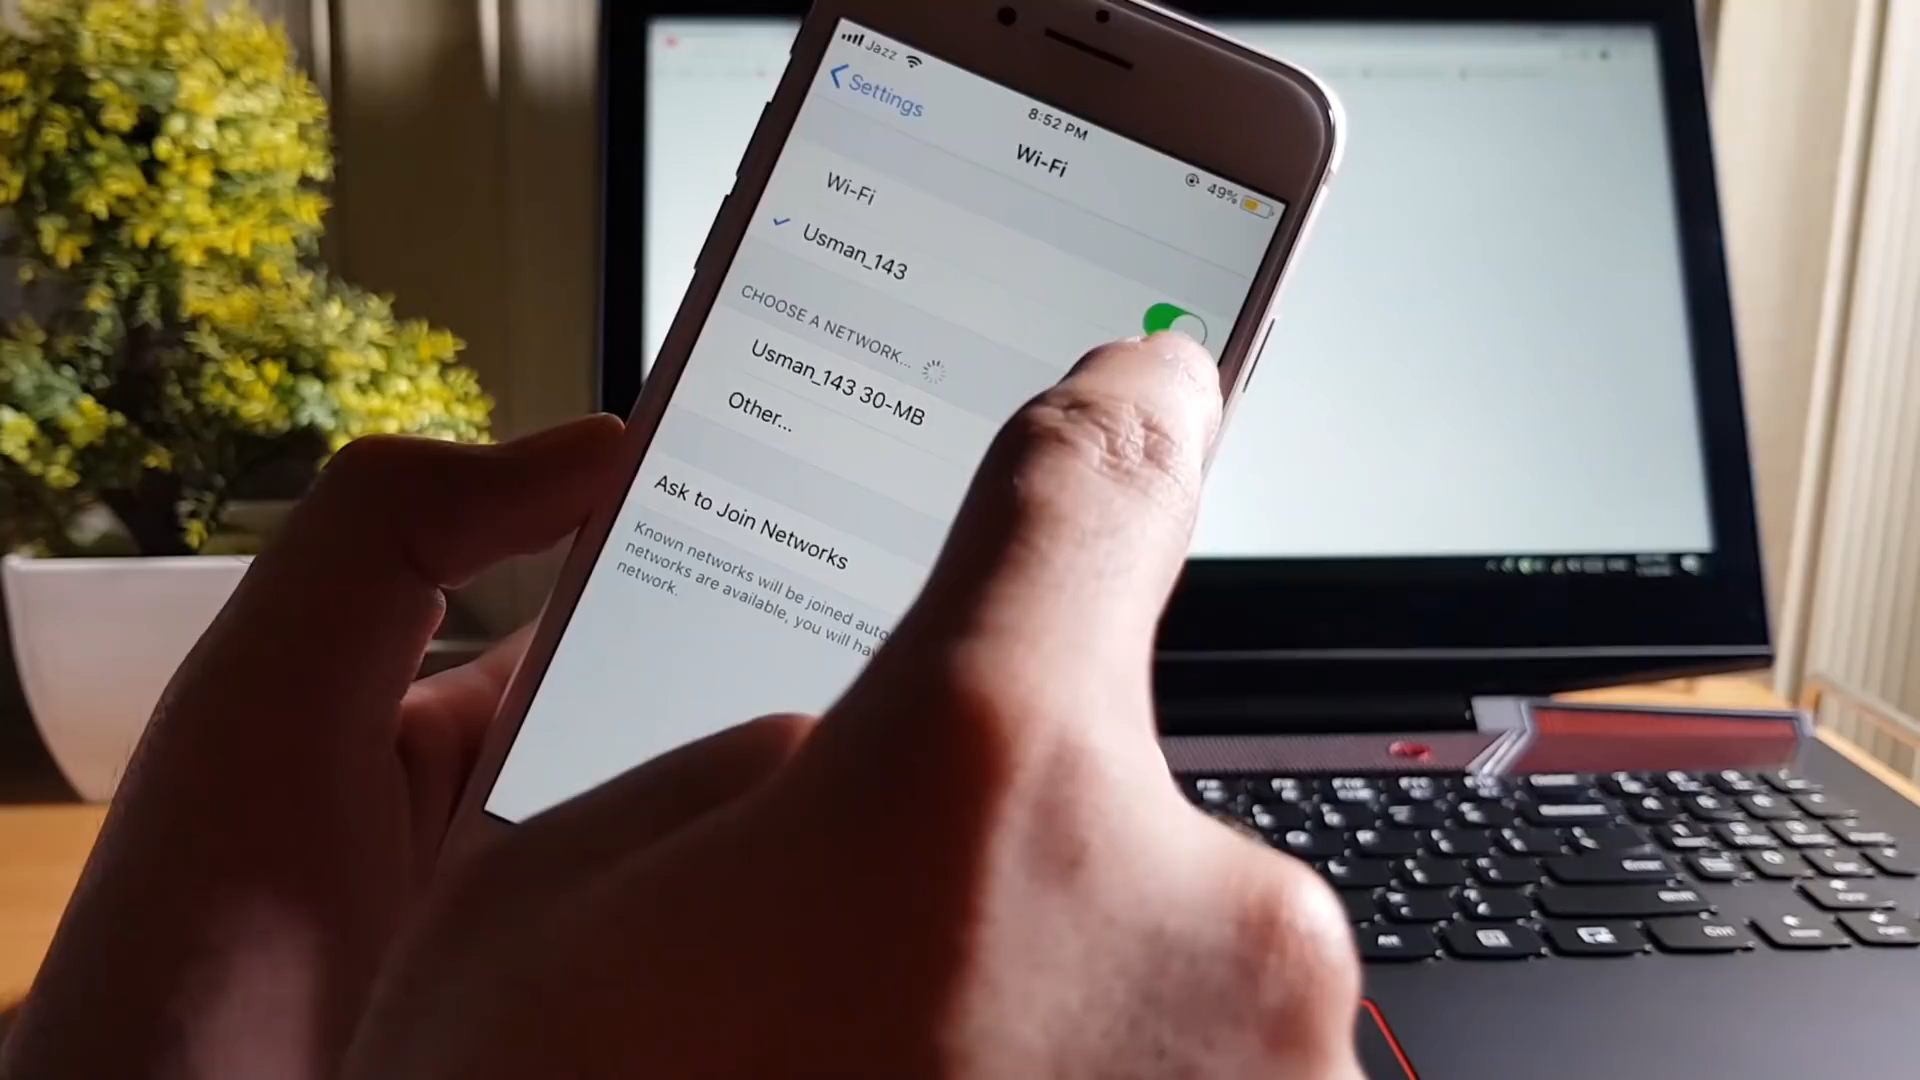 Jazz
8:52 PM
49%
Settings
Wi-Fi
Wi-Fi
Usman_143
CHOOSE A NETWORK...
Usman_143 30-MB
Other...
Ask to Join Networks
Known networks will be joined auto
networks are available, you will hav
network.